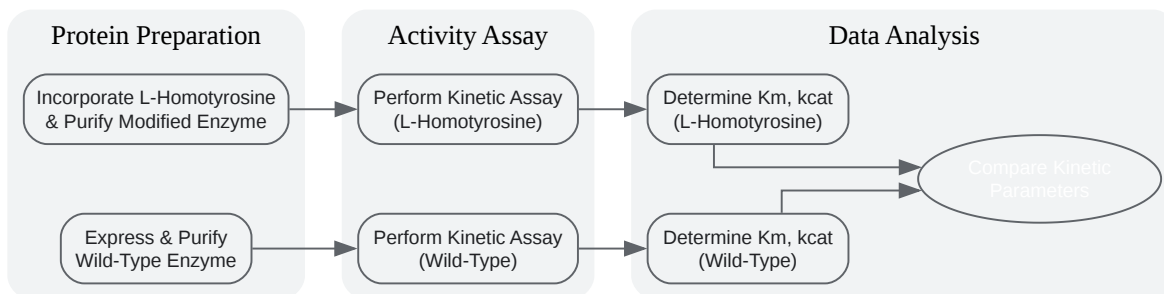 Protein Preparation
Activity Assay
Data Analysis
Incorporate L-Homotyrosine
& Purify Modified Enzyme
Perform Kinetic Assay
(L-Homotyrosine)
Determine Km, kcat
(L-Homotyrosine)
Compare Kinetic
Parameters
Express & Purify
Wild-Type Enzyme
Perform Kinetic Assay
(Wild-Type)
Determine Km, kcat
(Wild-Type)